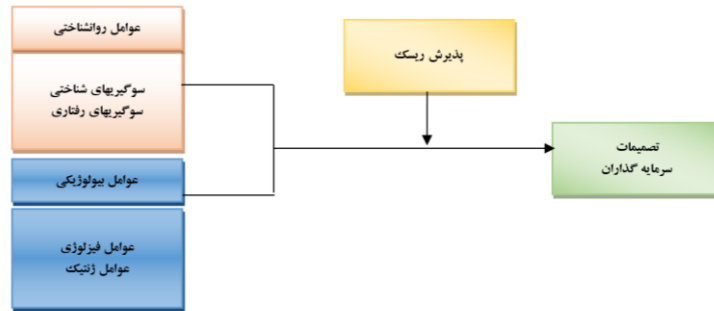 عوامل روانشناختی
سوگیریهای شناختی
سوگیریهای رفتاری
پذیرش ریسک
تصمیمات
سرمایه گذاران
عوامل بیولوژیکی
عوامل فیزلوژی
عوامل ژنتیک